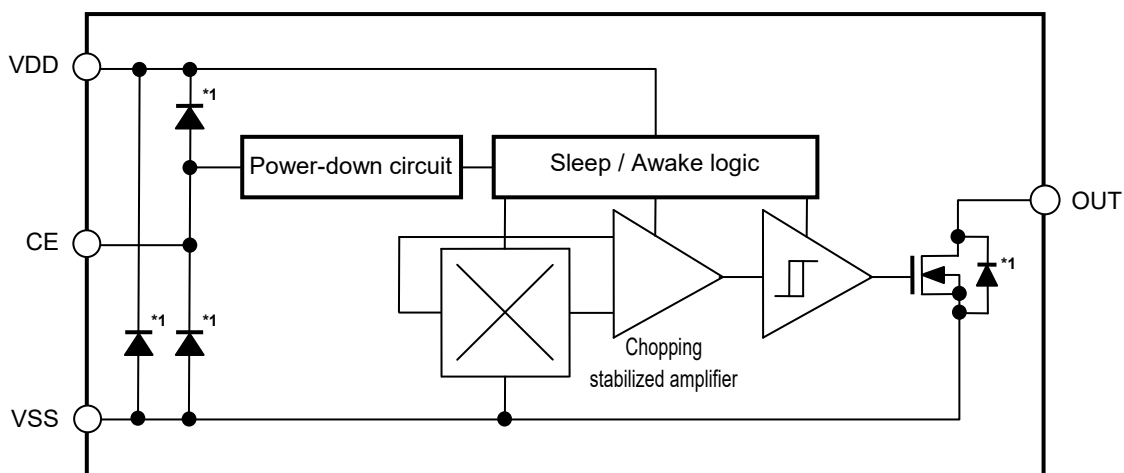 VDD
*1
Power-down circuit
Sleep / Awake logic
OUT
CE
*1
*1
*1
Chopping
stabilized amplifier
VSS